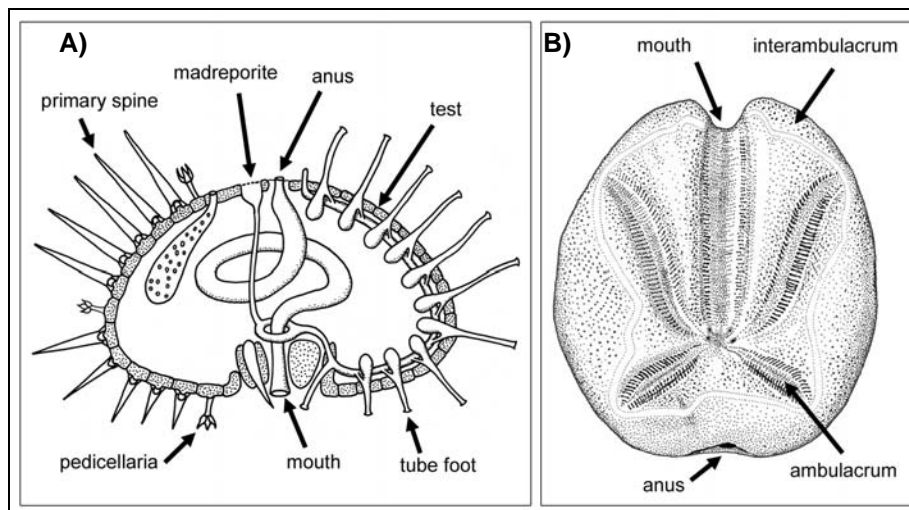 A)
madreporite
anus
primary spine
test
pedicellaria
mouth
tube foot
B)
mouth
interambulacrum
anus
ambulacrum